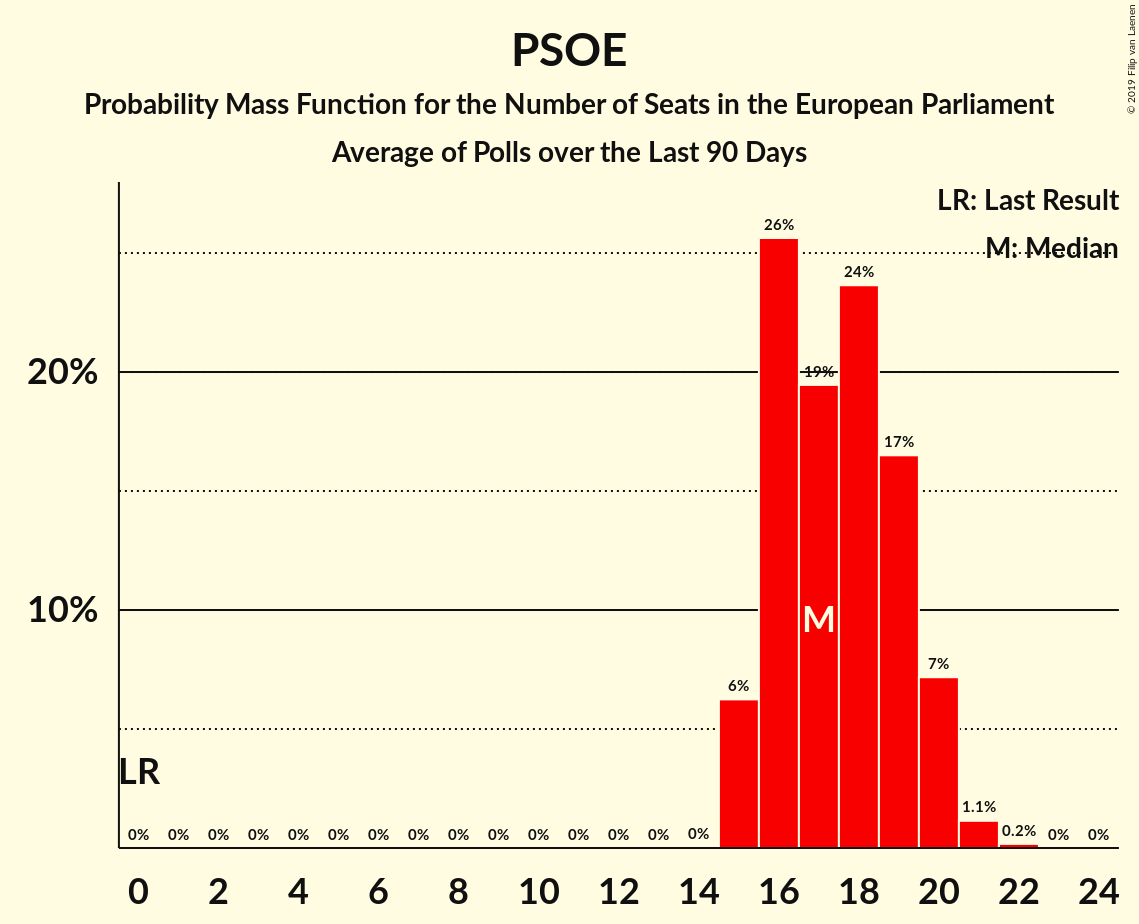 PSOE
Probability Mass Function for the Number of Seats in the European Parliament
Average of Polls over the Last 90 Days
© 2019 Filip van Laenen
LR: Last Result
M: Median
26%
24%
20%
19%
17%
10%
M
7%
6%
LR
1.1%
0% 0% 0% 0% 0% 0% 0% 0% 0% 0% 0% 0% 0% 0% 0% 0.2% 0% 0%
0 2 4 6 8 10 12 14 16 18 20 22 24